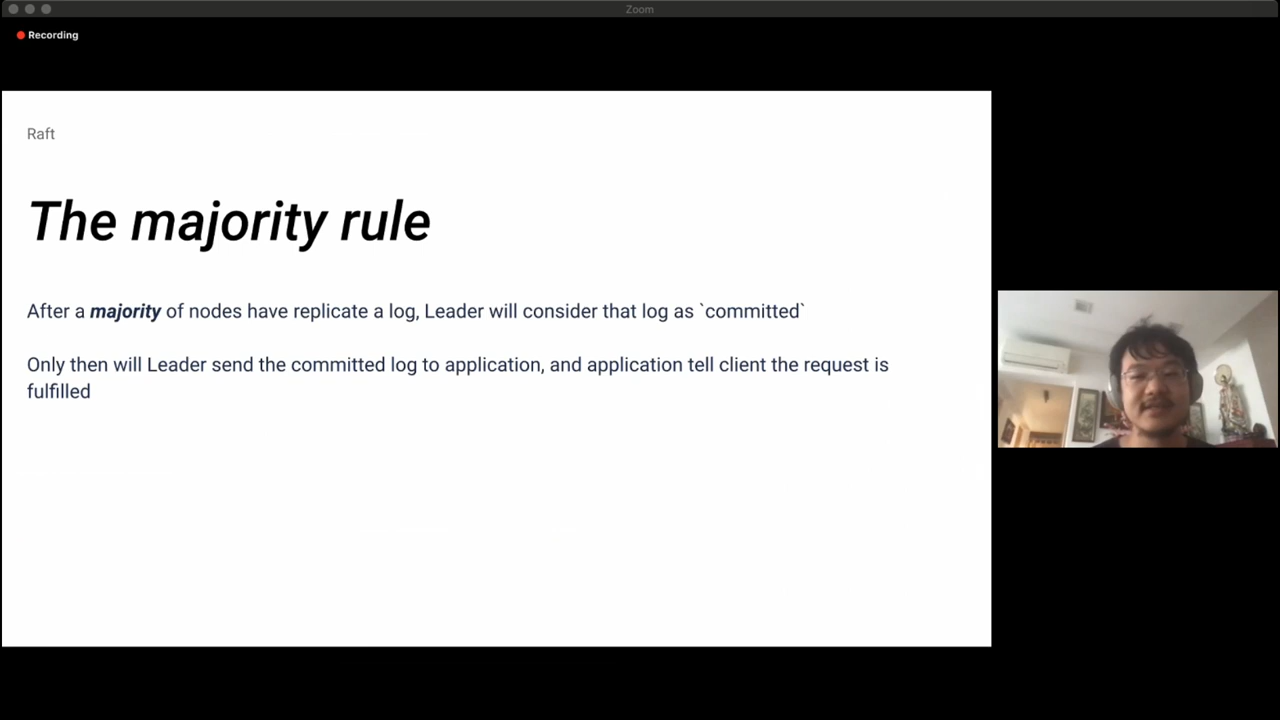 Zoom
Recording
Raft
The majority rule
After a majority of nodes have replicate a log, Leader will consider that log as `committed`
Only then will Leader send the committed log to application, and application tell client the request is
fulfilled